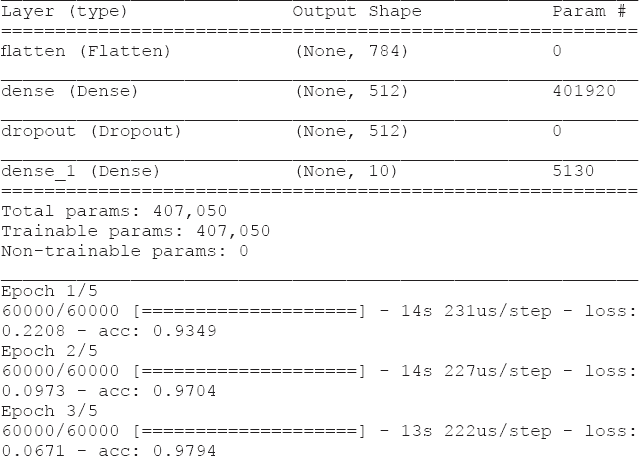 Layer (type) Output Shape Param #
=================================================================
flatten (Flatten) (None, 784) 0
_________________________________________________________________
dense (Dense) (None, 512) 401920
_________________________________________________________________
dropout (Dropout) (None, 512) 0
_________________________________________________________________
dense_1 (Dense) (None, 10) 5130
=================================================================
Total params: 407,050
Trainable params: 407,050
Non-trainable params: 0
_________________________________________________________________
Epoch 1/5
60000/60000 [====================] - 14s 231us/step - loss:
0.2208 - acc: 0.9349
Epoch 2/5
60000/60000 [====================] - 14s 227us/step - loss:
0.0973 - acc: 0.9704
Epoch 3/5
60000/60000 [====================] - 13s 222us/step - loss:
0.0671 - acc: 0.9794